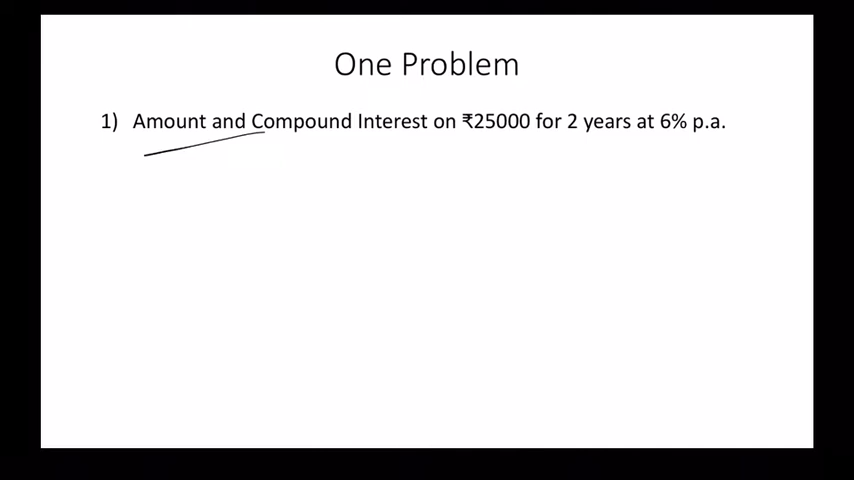 One Problem
1) Amount and Compound Interest on ₹25000 for 2 years at 6% p.a.